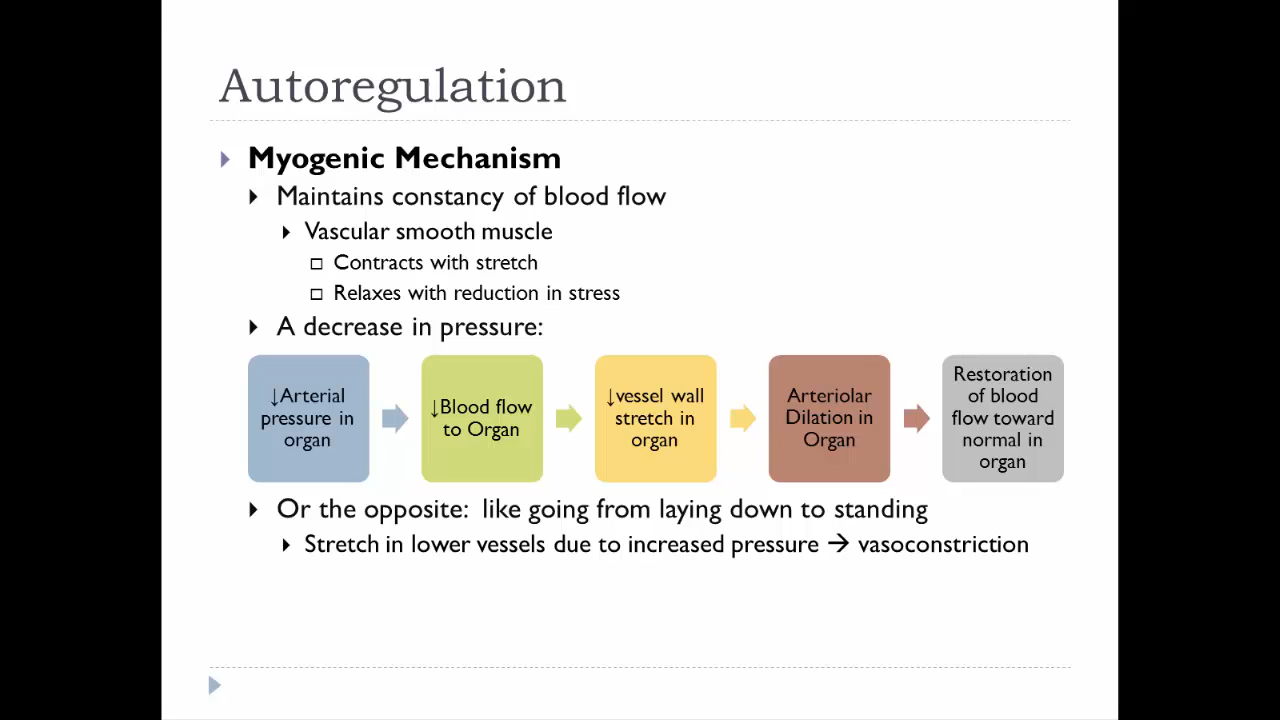 Autoregulation
Myogenic Mechanism
Maintains constancy of blood flow
Vascular smooth muscle
Contracts with stretch
Relaxes with reduction in stress
A decrease in pressure:
↓Arterial
pressure in
organ
↓Blood flow
to Organ
↓vessel wall
stretch in
organ
Arteriolar
Dilation in
Organ
Restoration
of blood
flow toward
normal in
organ
Or the opposite: like going from laying down to standing
Stretch in lower vessels due to increased pressure → vasoconstriction